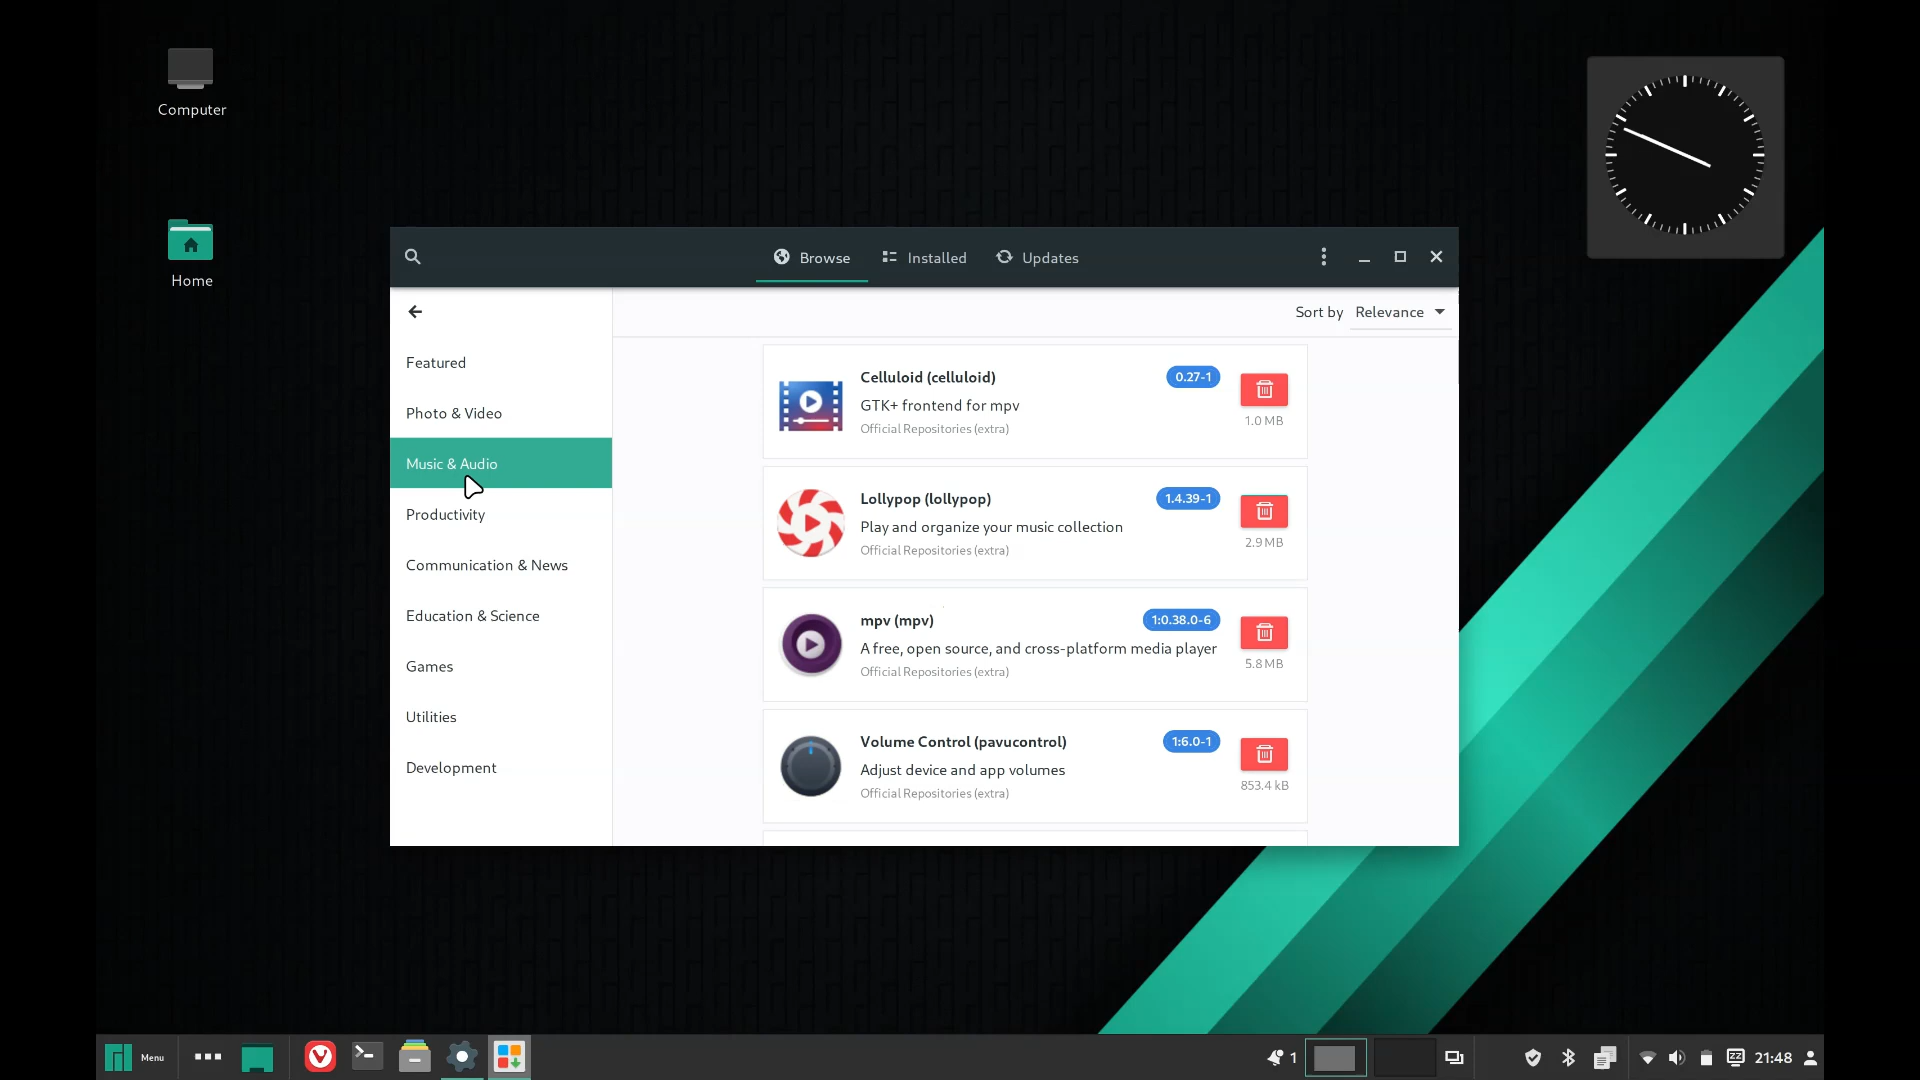 Computer
Home
Browse
Installed
Updates
Sort by Relevance
Featured
Photo & Video
Music & Audio
Productivity
Communication & News
Education & Science
Games
Utilities
Development
Celluloid (celluloid)
0.27-1
GTK+ frontend for mpv
1.0 MB
Official Repositories (extra)
Lollypop (lollypop)
1.4.39-1
Play and organize your music collection
2.9 MB
Official Repositories (extra)
mpv (mpv)
1:0.38.0-6
A free, open source, and cross-platform media player
5.8 MB
Official Repositories (extra)
Volume Control (pavucontrol)
1:6.0-1
Adjust device and app volumes
853.4 kB
Official Repositories (extra)
Menu
1
21:48